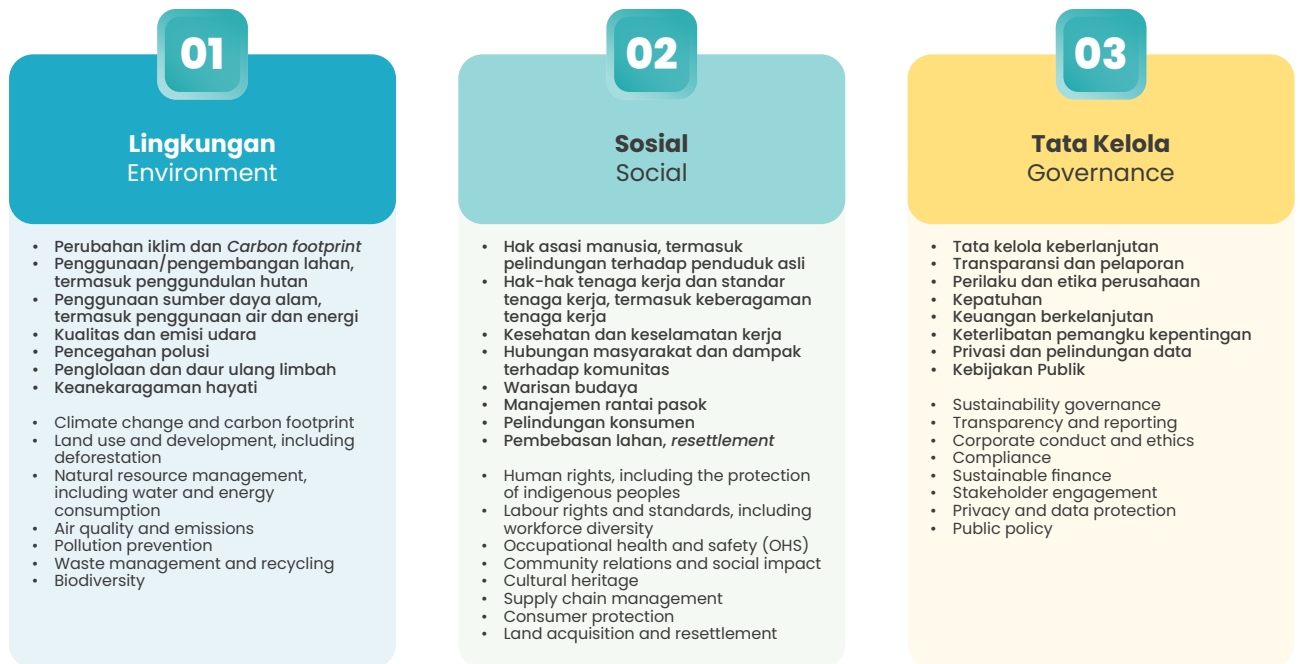 01
Lingkungan
Environment
• Perubahan iklim dan Carbon footprint
• Penggunaan/pengembangan lahan,
termasuk penggundulan hutan
• Penggunaan sumber daya alam,
termasuk penggunaan air dan energi
• Kualitas dan emisi udara
• Pencegahan polusi
• Penglolaan dan daur ulang limbah
• Keanekaragaman hayati
• Climate change and carbon footprint
• Land use and development, including
deforestation
• Natural resource management,
including water and energy
consumption
• Air quality and emissions
• Pollution prevention
• Waste management and recycling
• Biodiversity
02
Sosial
Social
• Hak asasi manusia, termasuk
pelindungan terhadap penduduk asli
• Hak-hak tenaga kerja dan standar
tenaga kerja, termasuk keberagaman
tenaga kerja
• Kesehatan dan keselamatan kerja
• Hubungan masyarakat dan dampak
terhadap komunitas
• Warisan budaya
• Manajemen rantai pasok
• Pelindungan konsumen
• Pembebasan lahan, resettlement
• Human rights, including the protection
of indigenous peoples
• Labour rights and standards, including
workforce diversity
• Occupational health and safety (OHS)
• Community relations and social impact
• Cultural heritage
• Supply chain management
• Consumer protection
• Land acquisition and resettlement
03
Tata Kelola
Governance
• Tata kelola keberlanjutan
• Transparansi dan pelaporan
• Perilaku dan etika perusahaan
• Kepatuhan
• Keuangan berkelanjutan
• Keterlibatan pemangku kepentingan
• Privasi dan pelindungan data
• Kebijakan Publik
• Sustainability governance
• Transparency and reporting
• Corporate conduct and ethics
• Compliance
• Sustainable finance
• Stakeholder engagement
• Privacy and data protection
• Public policy